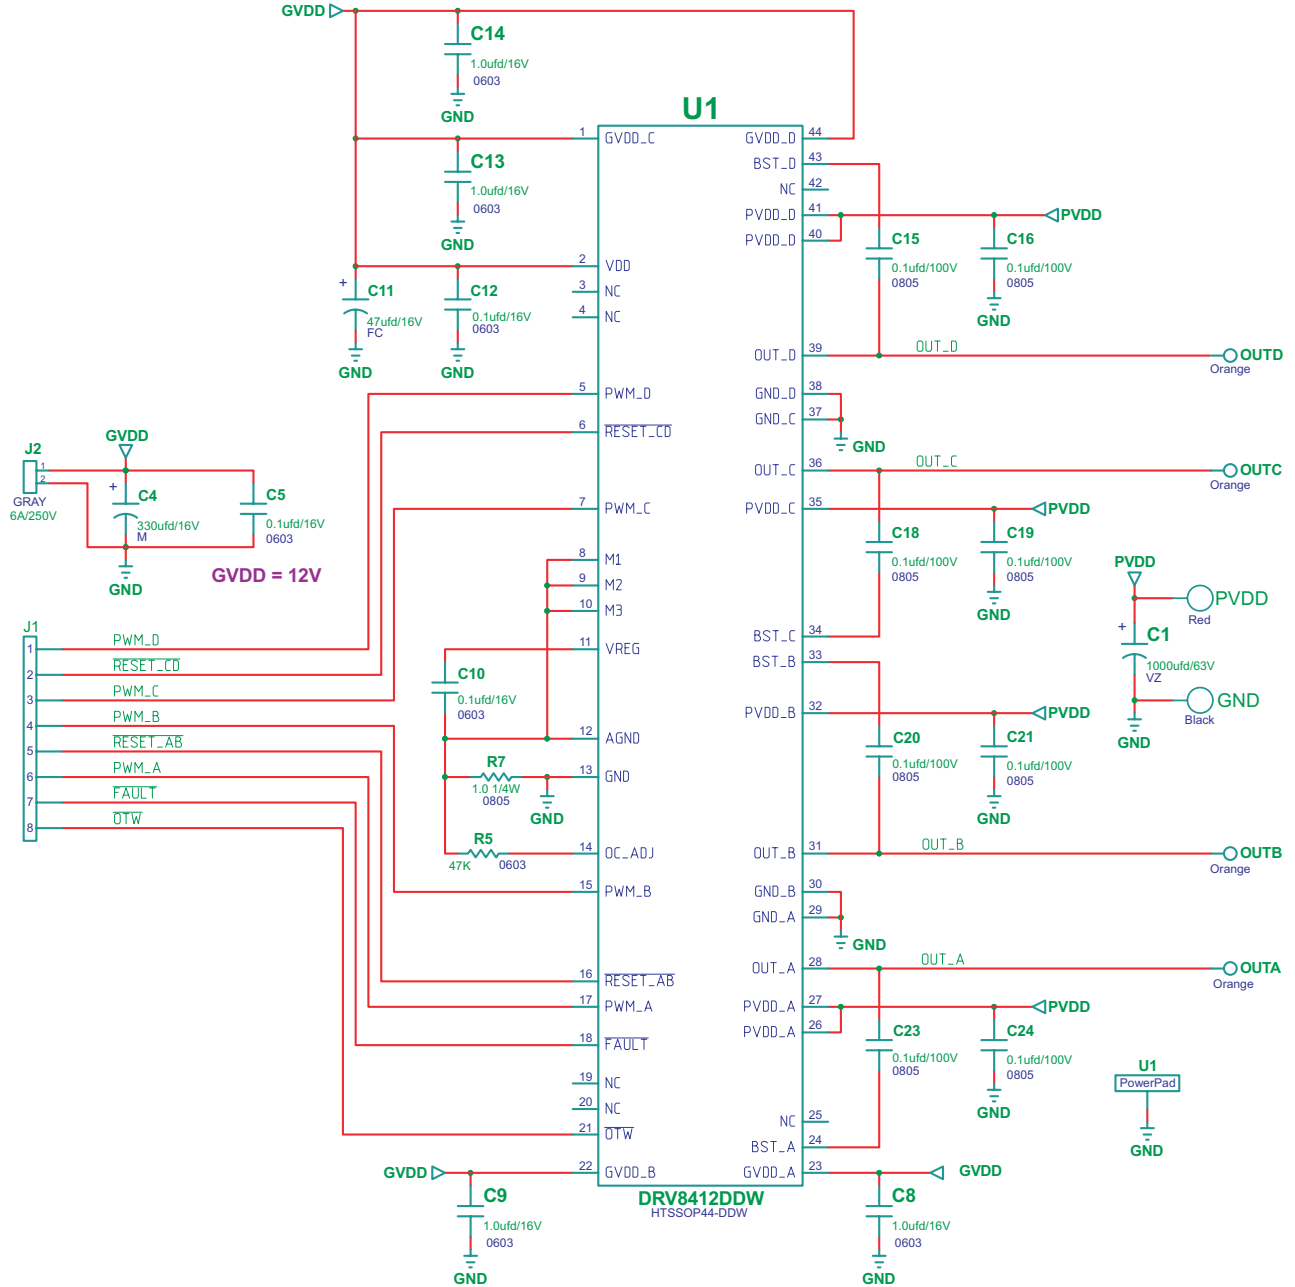 GVDD
C14
1.0ufd/16V
0603
GND
U1
1
GVDD_C
GVDD_D
44
C13
1.0ufd/16V
0603
GND
BST_D
43
NC
42
PVDD_D
41
PVDD
PVDD_D
40
C15
0.1ufd/100V
0805
C16
0.1ufd/100V
0805
GND
2
VDD
3
NC
4
NC
+
C11
47ufd/16V
FC
GND
C12
0.1ufd/16V
0603
GND
OUT_D
39
OUT_D
OUTD
Orange
5
PWM_D
GND_D
38
GND_C
37
GND
6
RESET_CD
J2
1
2
GRAY
6A/250V
GVDD
+
C4
330ufd/16V
M
GND
C5
0.1ufd/16V
0603
GVDD = 12V
OUT_C
36
OUT_C
OUTC
Orange
7
PWM_C
PVDD_C
35
PVDD
C18
0.1ufd/100V
0805
C19
0.1ufd/100V
0805
GND
8
M1
9
M2
10
M3
11
VREG
BST_C
34
BST_B
33
PVDD
PVDD
Red
+
C1
1000ufd/63V
VZ
GND
Black
GND
J1
1
PWM_D
2
RESET_CD
3
PWM_C
4
PWM_B
5
RESET_AB
6
PWM_A
7
FAULT
8
OTW
C10
0.1ufd/16V
0603
PVDD_B
32
PVDD
12
AGND
C20
0.1ufd/100V
0805
C21
0.1ufd/100V
0805
GND
R7
1.0 1/4W
0805
13
GND
GND
R5
47K
0603
14
OC_ADJ
OUT_B
31
OUT_B
OUTB
Orange
15
PWM_B
GND_B
30
GND_A
29
GND
16
RESET_AB
OUT_A
28
OUT_A
OUTA
Orange
17
PWM_A
PVDD_A
27
PVDD
PVDD_A
26
18
FAULT
C23
0.1ufd/100V
0805
C24
0.1ufd/100V
0805
GND
U1
PowerPad
GND
19
NC
20
NC
NC
25
21
OTW
BST_A
24
GVDD
22
GVDD_B
GVDD_A
23
GVDD
DRV8412DDW
HTSSOP44-DDW
C9
1.0ufd/16V
0603
GND
C8
1.0ufd/16V
0603
GND